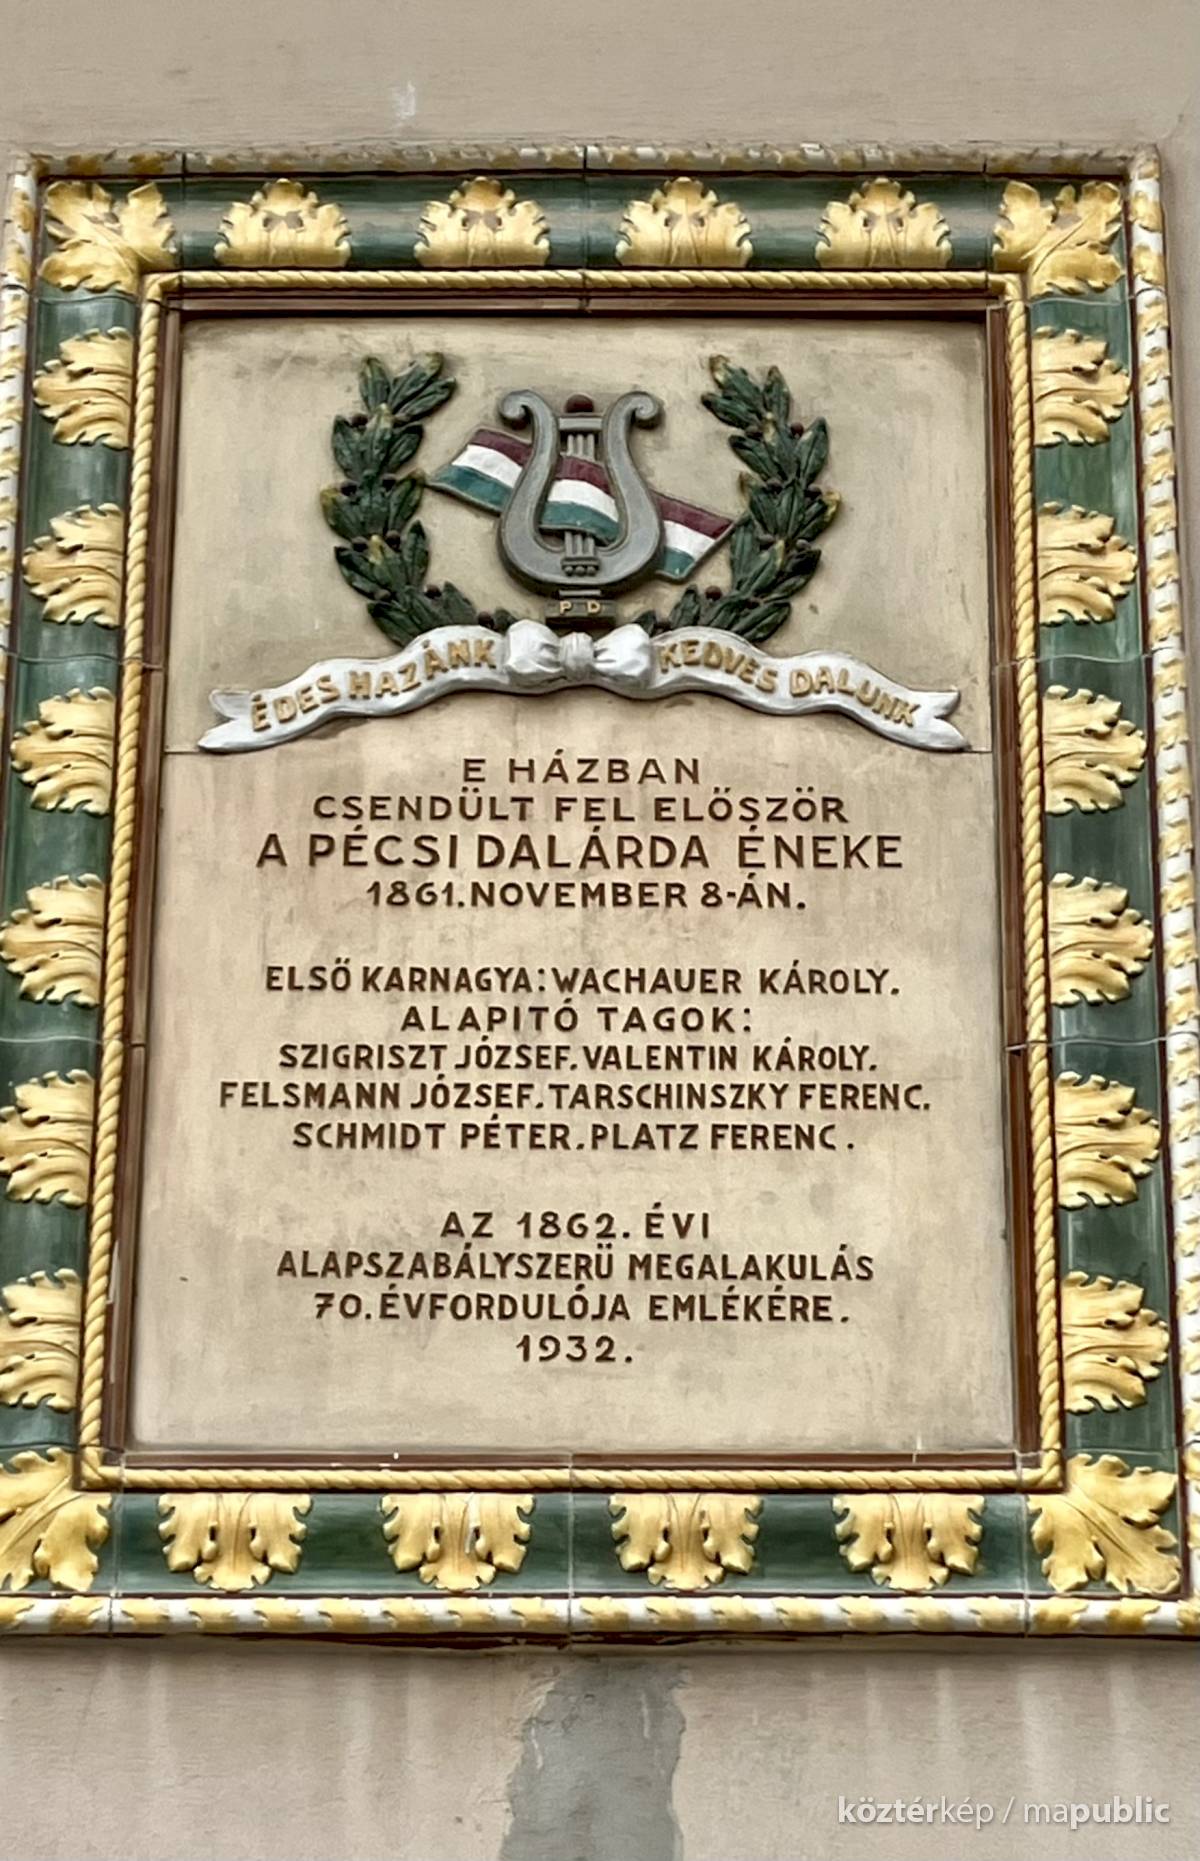 P D
ÉDES HAZÁNK KEDVES DALUNK
E HÁZBAN
CSENDÜLT FEL ELŐSZÖR
A PÉCSI DALÁRDA ÉNEKE
1861.NOVEMBER 8-ÁN.
ELSŐ KARNAGYA: WACHAUER KÁROLY.
ALAPITÓ TAGOK:
SZIGRISZT JÓZSEF. VALENTIN KÁROLY.
FELSMANN JÓZSEF. TARSCHINSZKY FERENC.
SCHMIDT PÉTER. PLATZ FERENC.
AZ 1862. ÉVI
ALAPSZABÁLYSZERÜ MEGALAKULÁS
70. ÉVFORDULÓJA EMLÉKÉRE.
1932.
köztérkép / mapublic